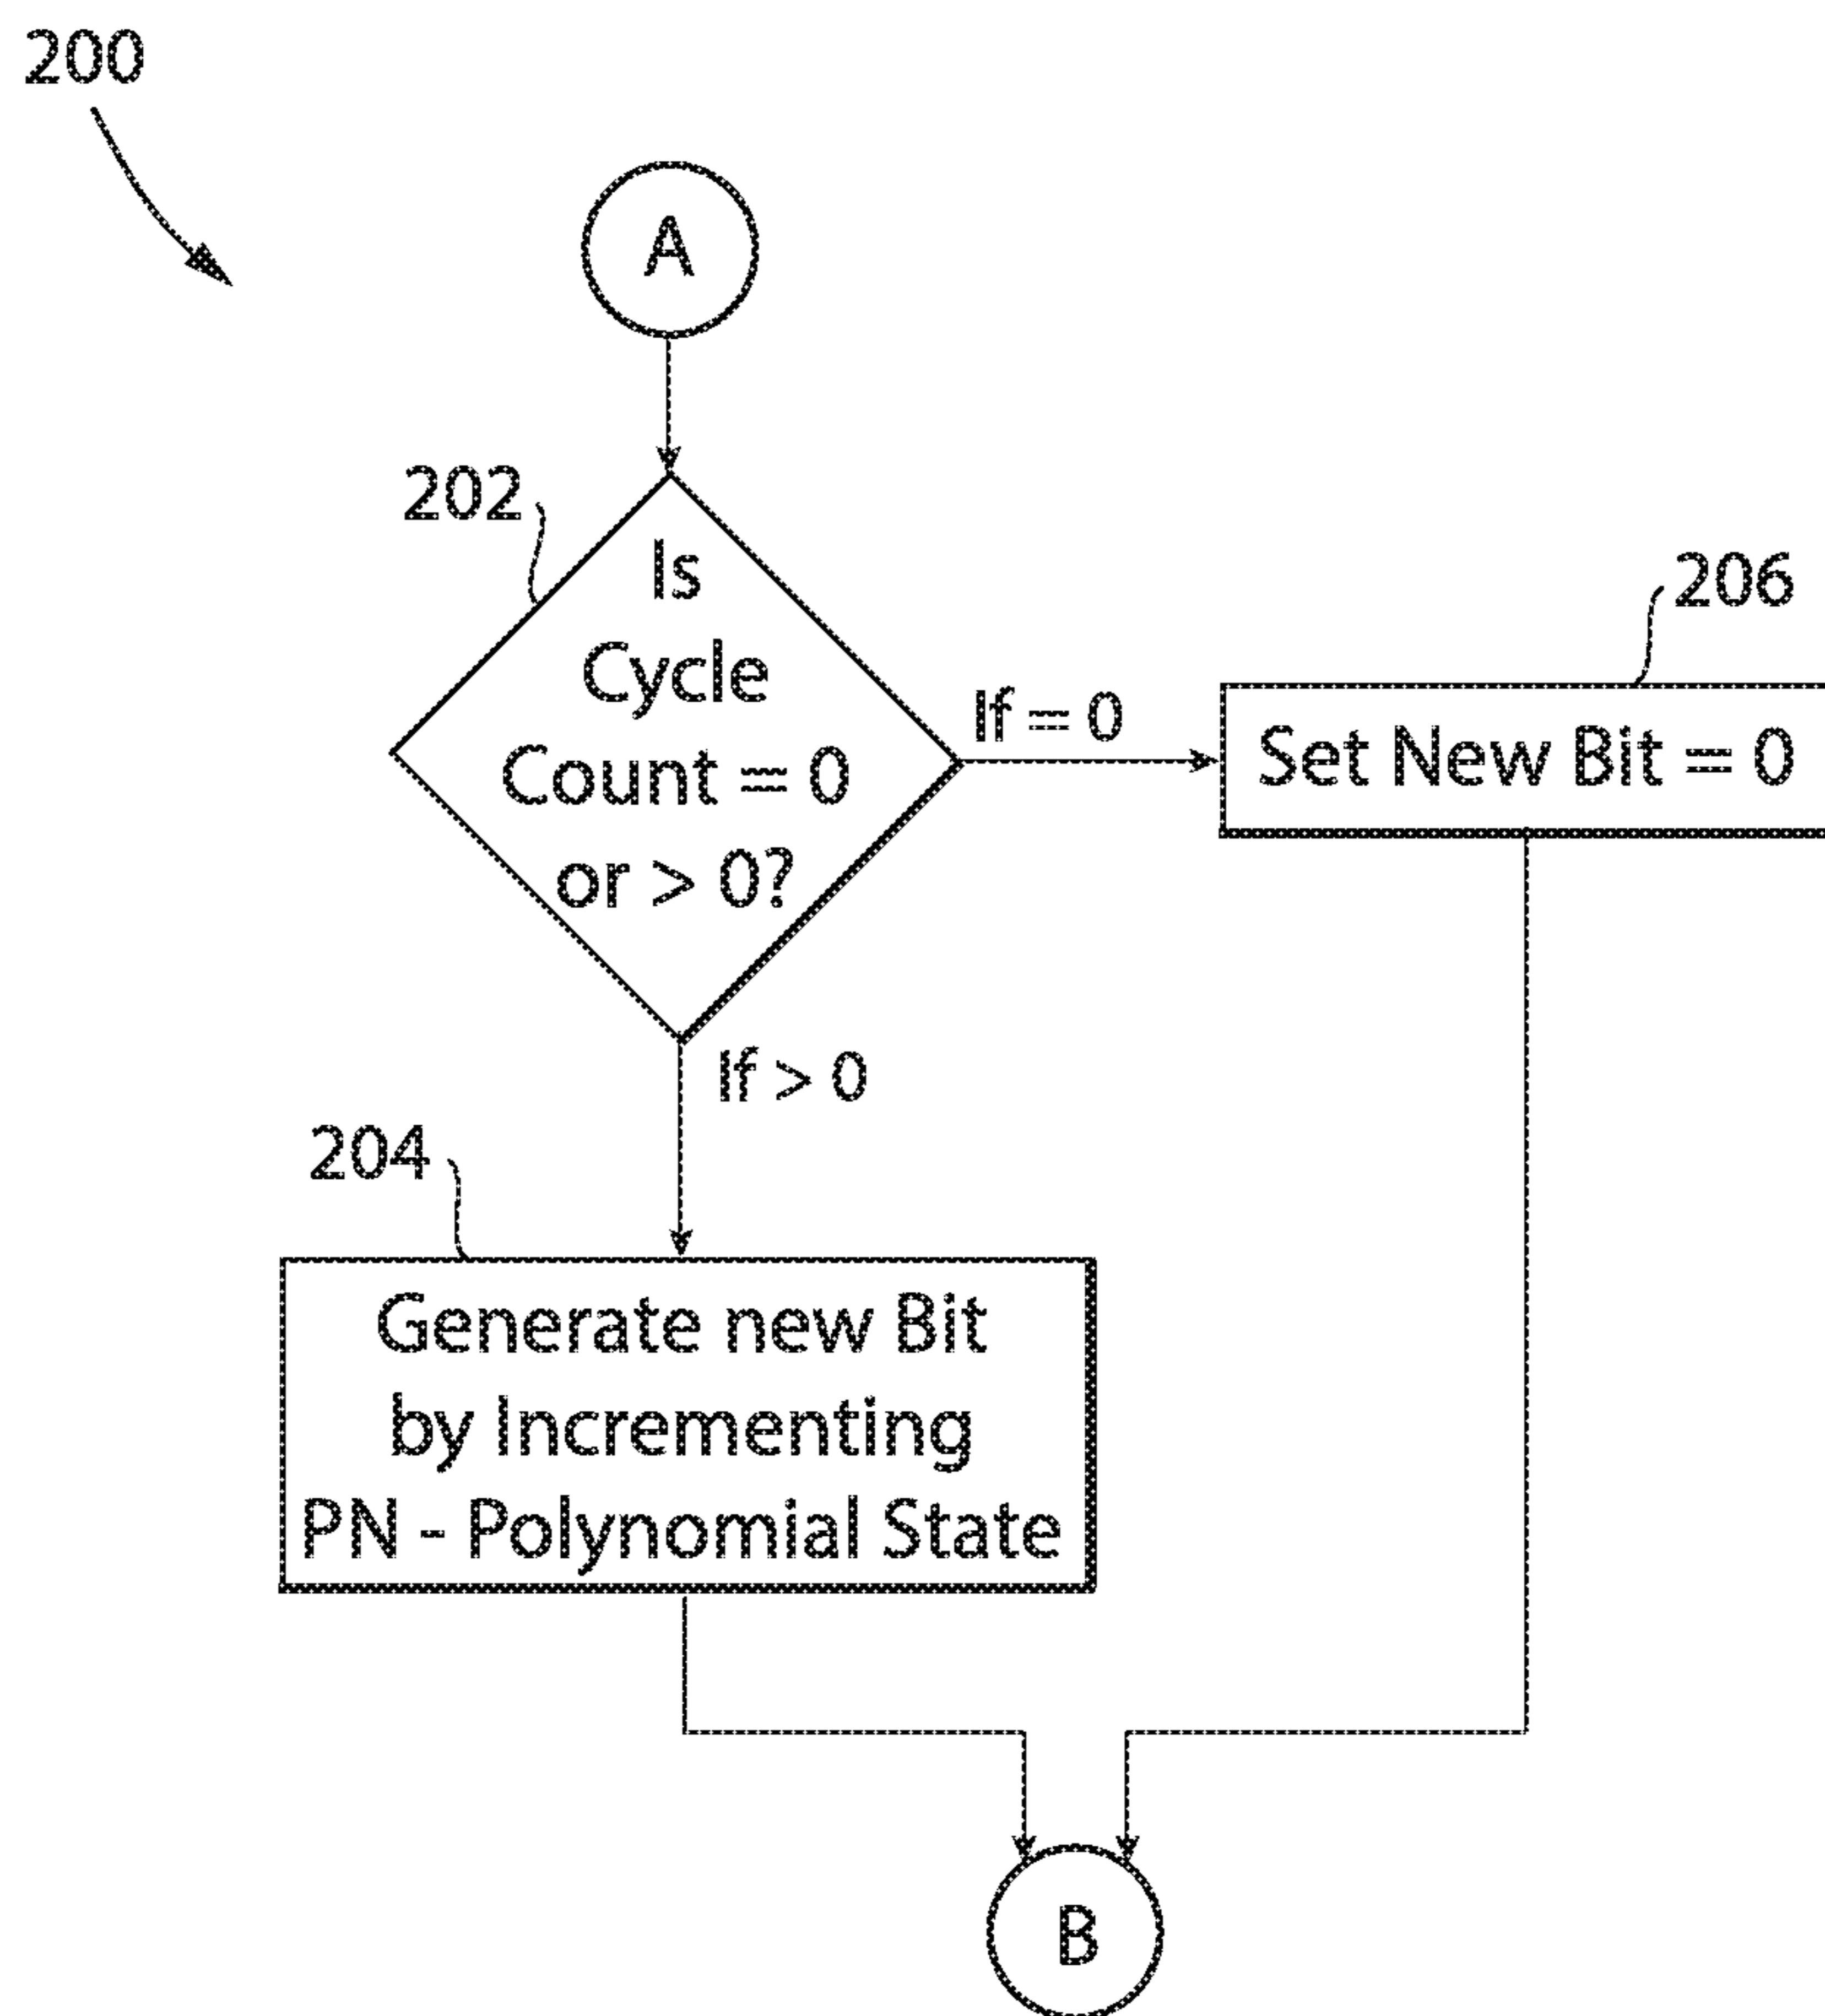 200
A
202
Is
Cycle
Count = 0
or > 0?
If = 0
206
Set New Bit = 0
If > 0
204
Generate new Bit
by Incrementing
PN - Polynomial State
B